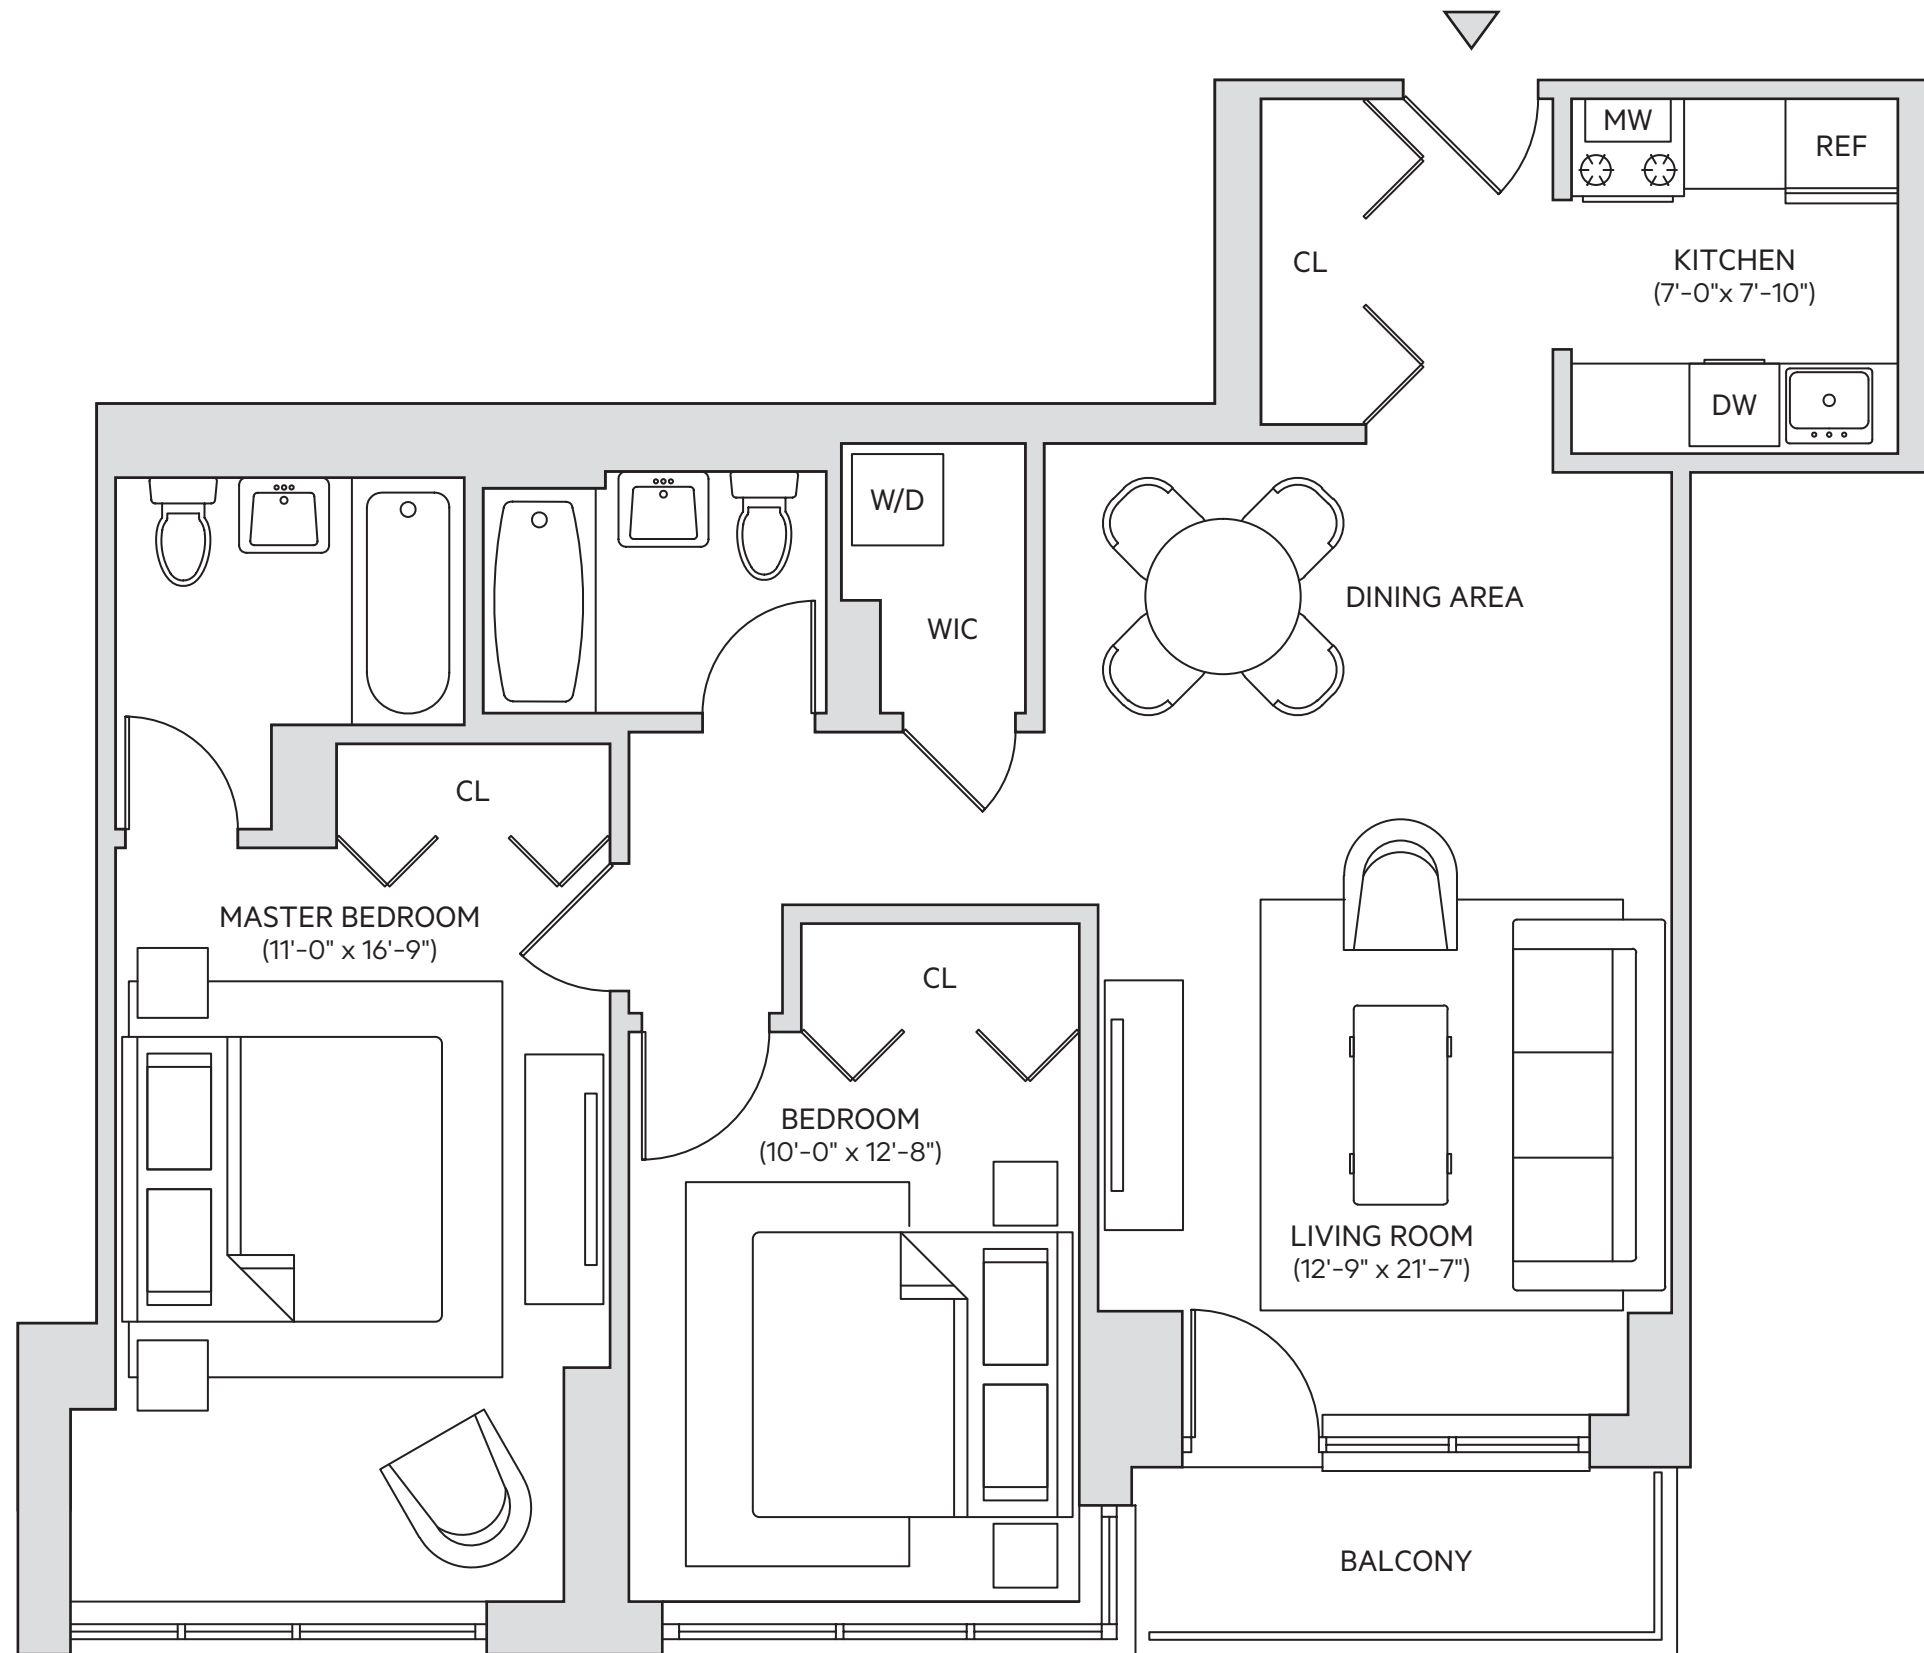 MW
REF
CL
KITCHEN
(7'-0"x 7'-10")
DW
W/D
WIC
DINING AREA
CL
MASTER BEDROOM
(11'-0" x 16'-9")
CL
BEDROOM
(10'-0" x 12'-8")
LIVING ROOM
(12'-9" x 21'-7")
BALCONY